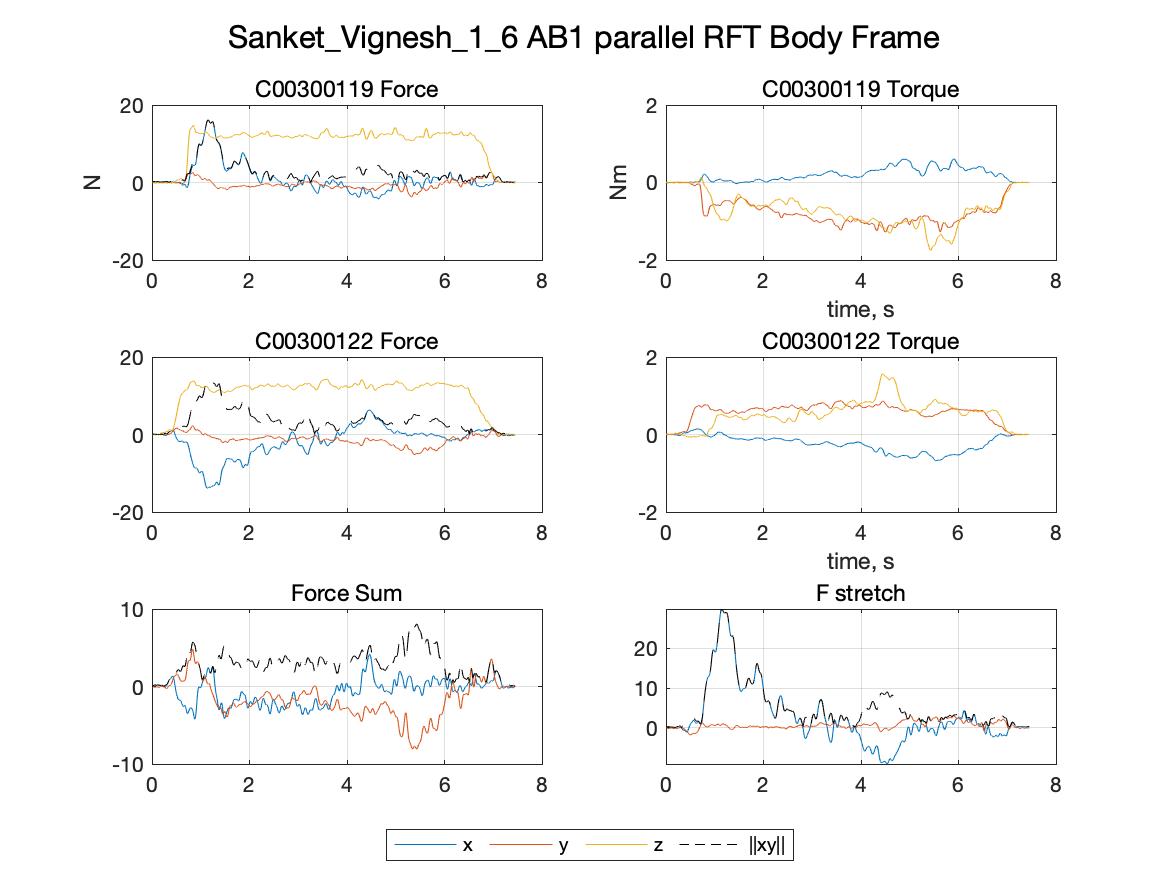 Sanket_Vignesh_1_6 AB1 parallel RFT Body Frame
C00300119 Force
20
0
-20
N
0 2 4 6 8
C00300119 Torque
2
0
-2
Nm
0 2 4 6 8
time, s
C00300122 Force
20
0
-20
0 2 4 6 8
C00300122 Torque
2
0
-2
0 2 4 6 8
time, s
Force Sum
10
0
-10
0 2 4 6 8
F stretch
20
10
0
0 2 4 6 8
x y z ||xy||